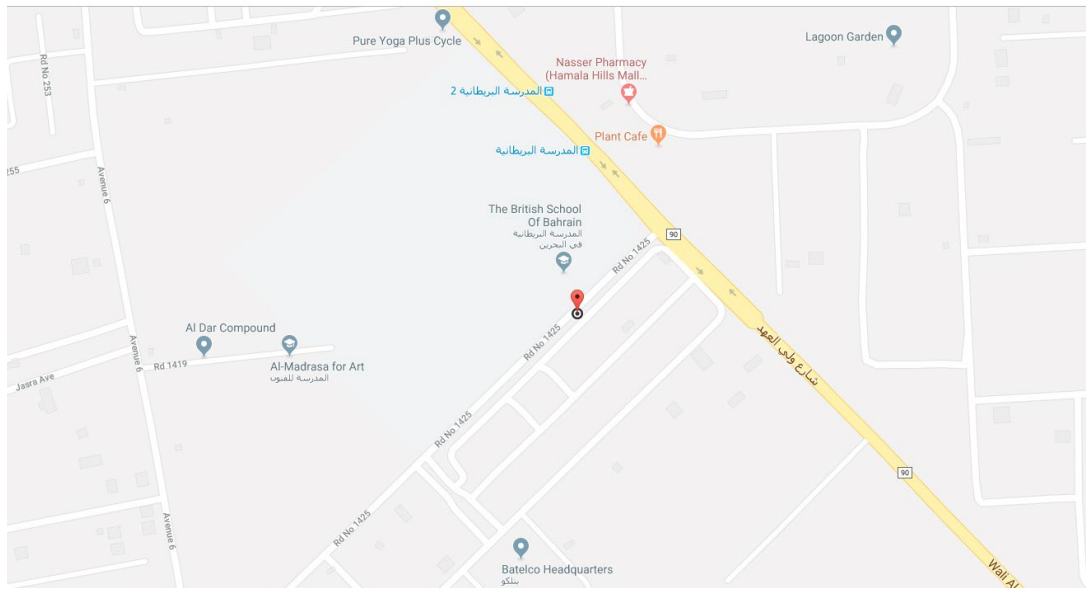 Pure Yoga Plus Cycle
Lagoon Garden
Rd No 253
Nasser Pharmacy
(Hamala Hills Mall...
المدرسة البريطانية 2
Plant Cafe
المدرسة البريطانية
255
Avenue 6
The British School
Of Bahrain
المدرسة البريطانية
في البحرين
90
Rd No 1425
Al Dar Compound
Rd No 1425
Avenue 6
Rd 1419
Al-Madrasa for Art
المدرسة للفنون
شارع ولي العهد
Jasra Ave
Rd No 1425
90
Avenue 6
Rd No 1425
Batelco Headquarters
بتلكو
Wali Al